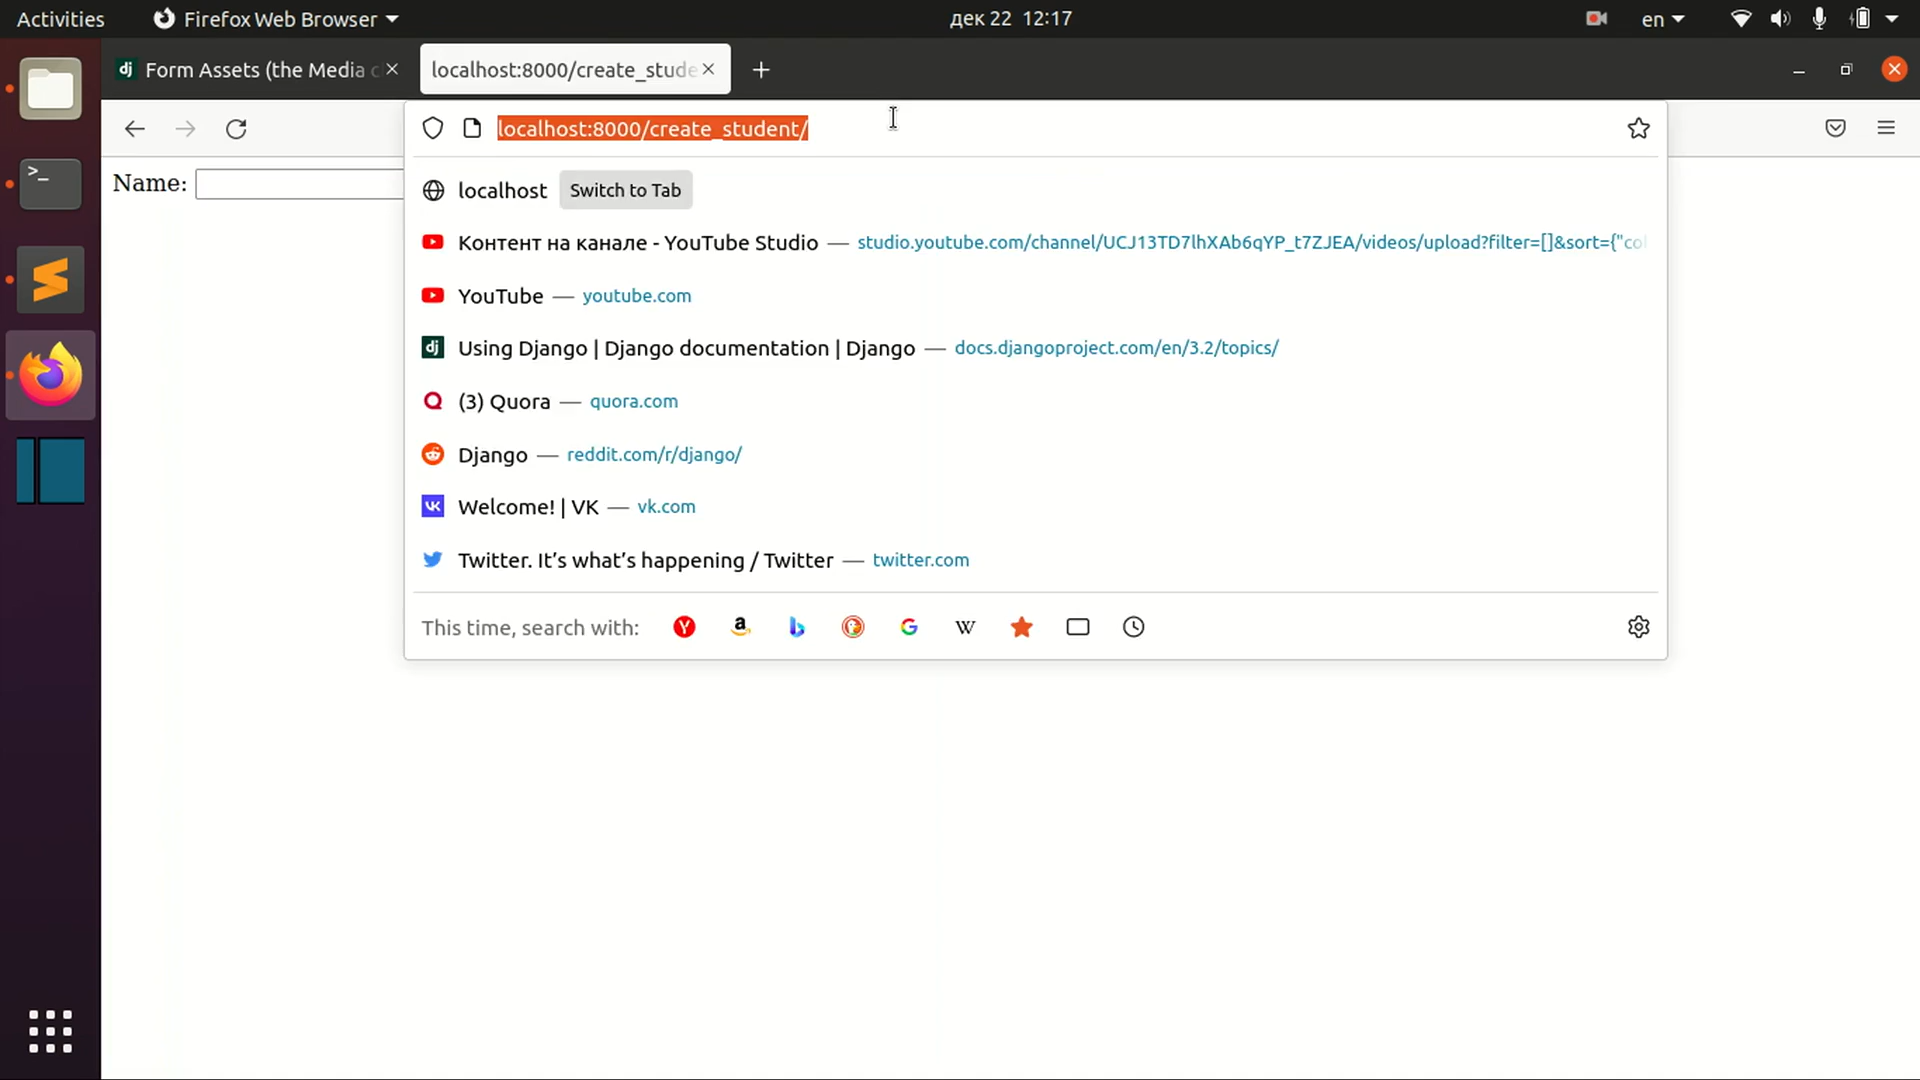 Activities Firefox Web Browser дек 22 12:17 en
Form Assets (the Media c localhost:8000/create_stude
localhost:8000/create_student/
Name:
localhost Switch to Tab
Контент на канале - YouTube Studio — studio.youtube.com/channel/UCJ13TD7lhXAb6qYP_t7ZJEA/videos/upload?filter=[]&sort={"col
YouTube — youtube.com
Using Django | Django documentation | Django — docs.djangoproject.com/en/3.2/topics/
(3) Quora — quora.com
Django — reddit.com/r/django/
Welcome! | VK — vk.com
Twitter. It’s what’s happening / Twitter — twitter.com
This time, search with: